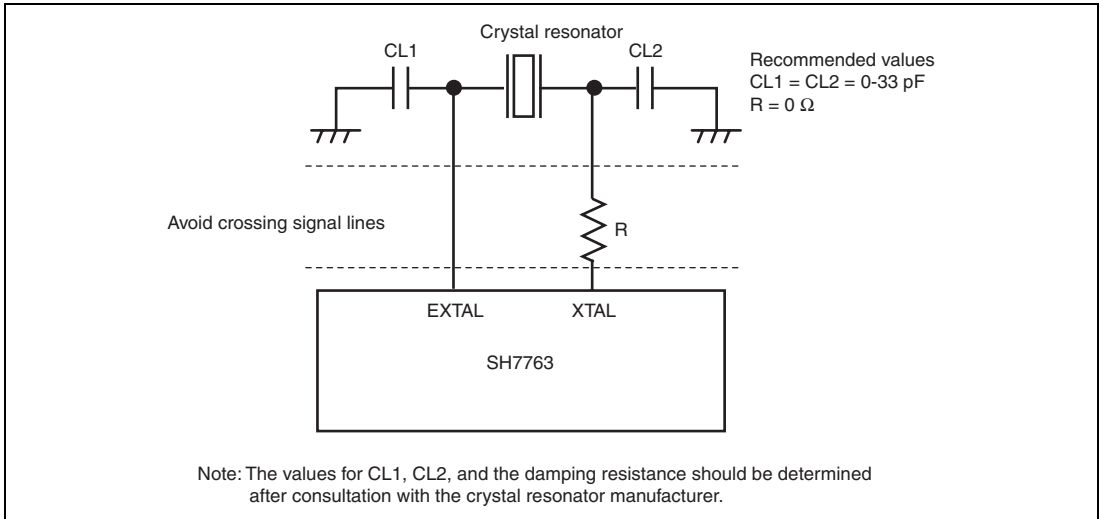 Crystal resonator
CL1
CL2
Recommended values
CL1 = CL2 = 0-33 pF
R = 0 Ω
Avoid crossing signal lines
R
EXTAL
XTAL
SH7763
Note: The values for CL1, CL2, and the damping resistance should be determined
after consultation with the crystal resonator manufacturer.